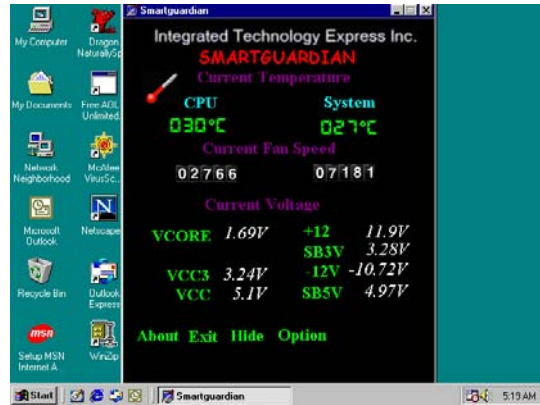 Smartguardian
Integrated Technology Express Inc.
SMARTGUARDIAN
Current Temperature
CPU System
030°C 027°C
Current Fan Speed
02766 07181
Current Voltage
VCORE 1.69V +12 11.9V
SB3V 3.28V
VCC3 3.24V -12V -10.72V
VCC 5.1V SB5V 4.97V
About Exit Hide Option
My Computer
Dragon
NaturallySp
My Documents
Free AOL
Unlimited
Network
Neighborhood
McAfee
VirusSc...
Microsoft
Outlook
Netscape
Recycle Bin
Outlook
Express
msn
Setup MSN
Internet A
WinZip
Start
Smartguardian
5:19 AM